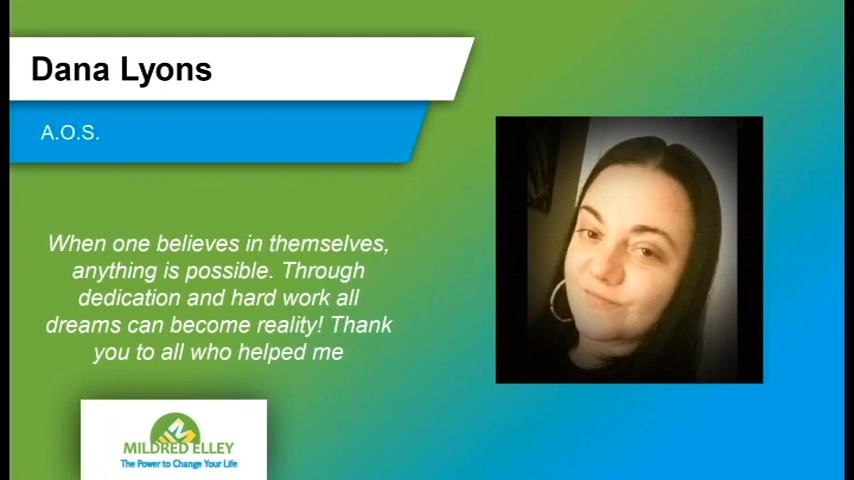 Dana Lyons
A.O.S.
When one believes in themselves,
anything is possible. Through
dedication and hard work all
dreams can become reality! Thank
you to all who helped me
MILDRED ELLEY
The Power to Change Your Life